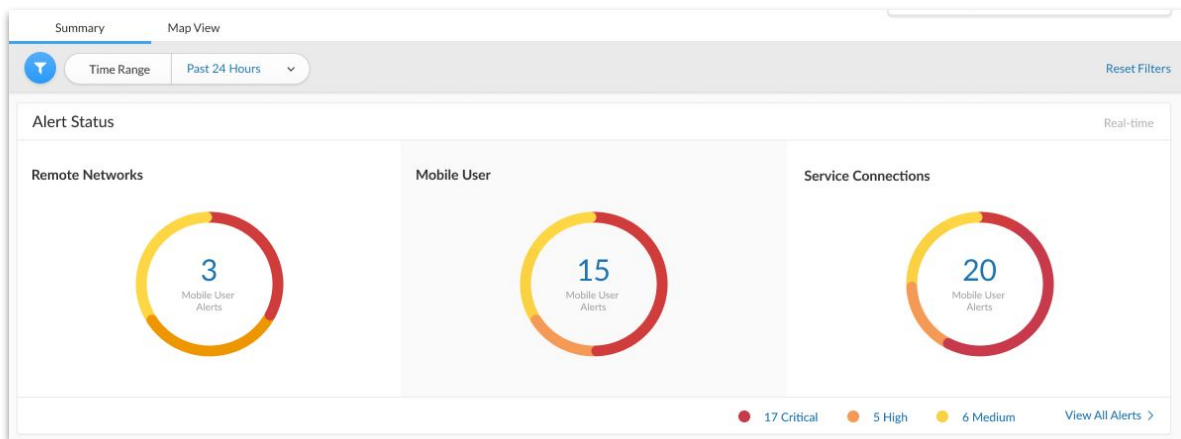 Summary
Map View
Time Range
Past 24 Hours
Reset Filters
Alert Status
Real-time
Remote Networks
3
Mobile User
Alerts
Mobile User
15
Mobile User
Alerts
Service Connections
20
Mobile User
Alerts
17 Critical
5 High
6 Medium
View All Alerts >